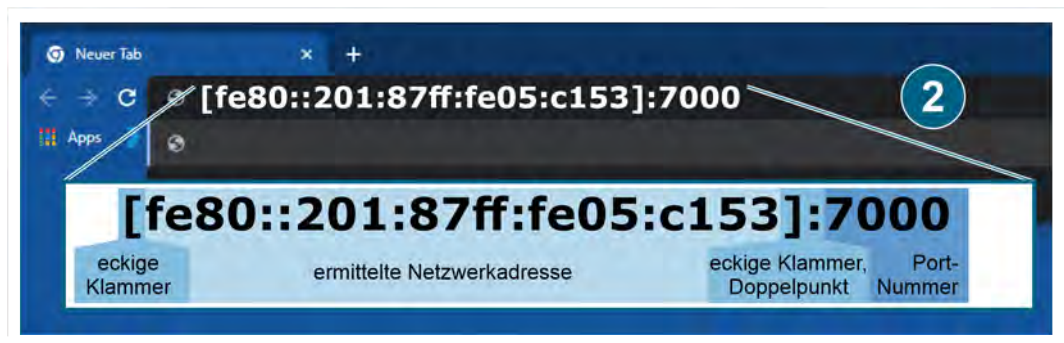 Neuer Tab × +
[fe80::201:87ff:fe05:c153]:7000
2
Apps
[fe80::201:87ff:fe05:c153]:7000
eckige
Klammer
ermittelte Netzwerkadresse
eckige Klammer,
Doppelpunkt
Port-
Nummer